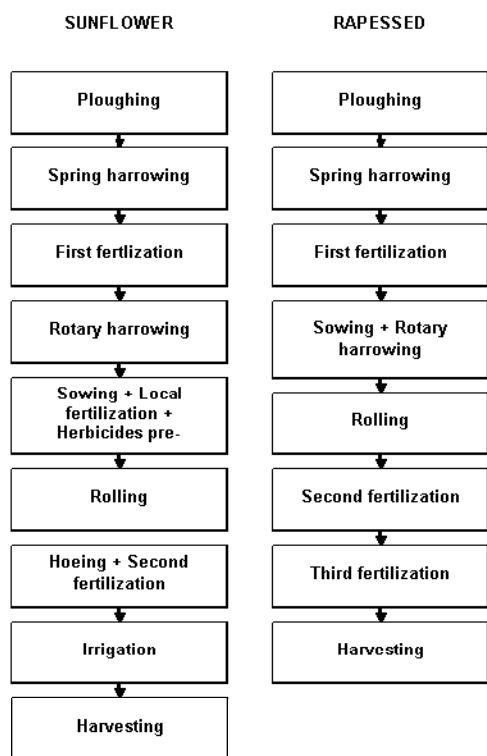 SUNFLOWER
Ploughing
Spring harrowing
First fertlization
Rotary harrowing
Sowing + Local
fertilization +
Herbicides pre-
Rolling
Hoeing + Second
fertilization
Irrigation
Harvesting
RAPESSED
Ploughing
Spring harrowing
First fertilization
Sowing + Rotary
harrowing
Rolling
Second fertilization
Third fertilization
Harvesting